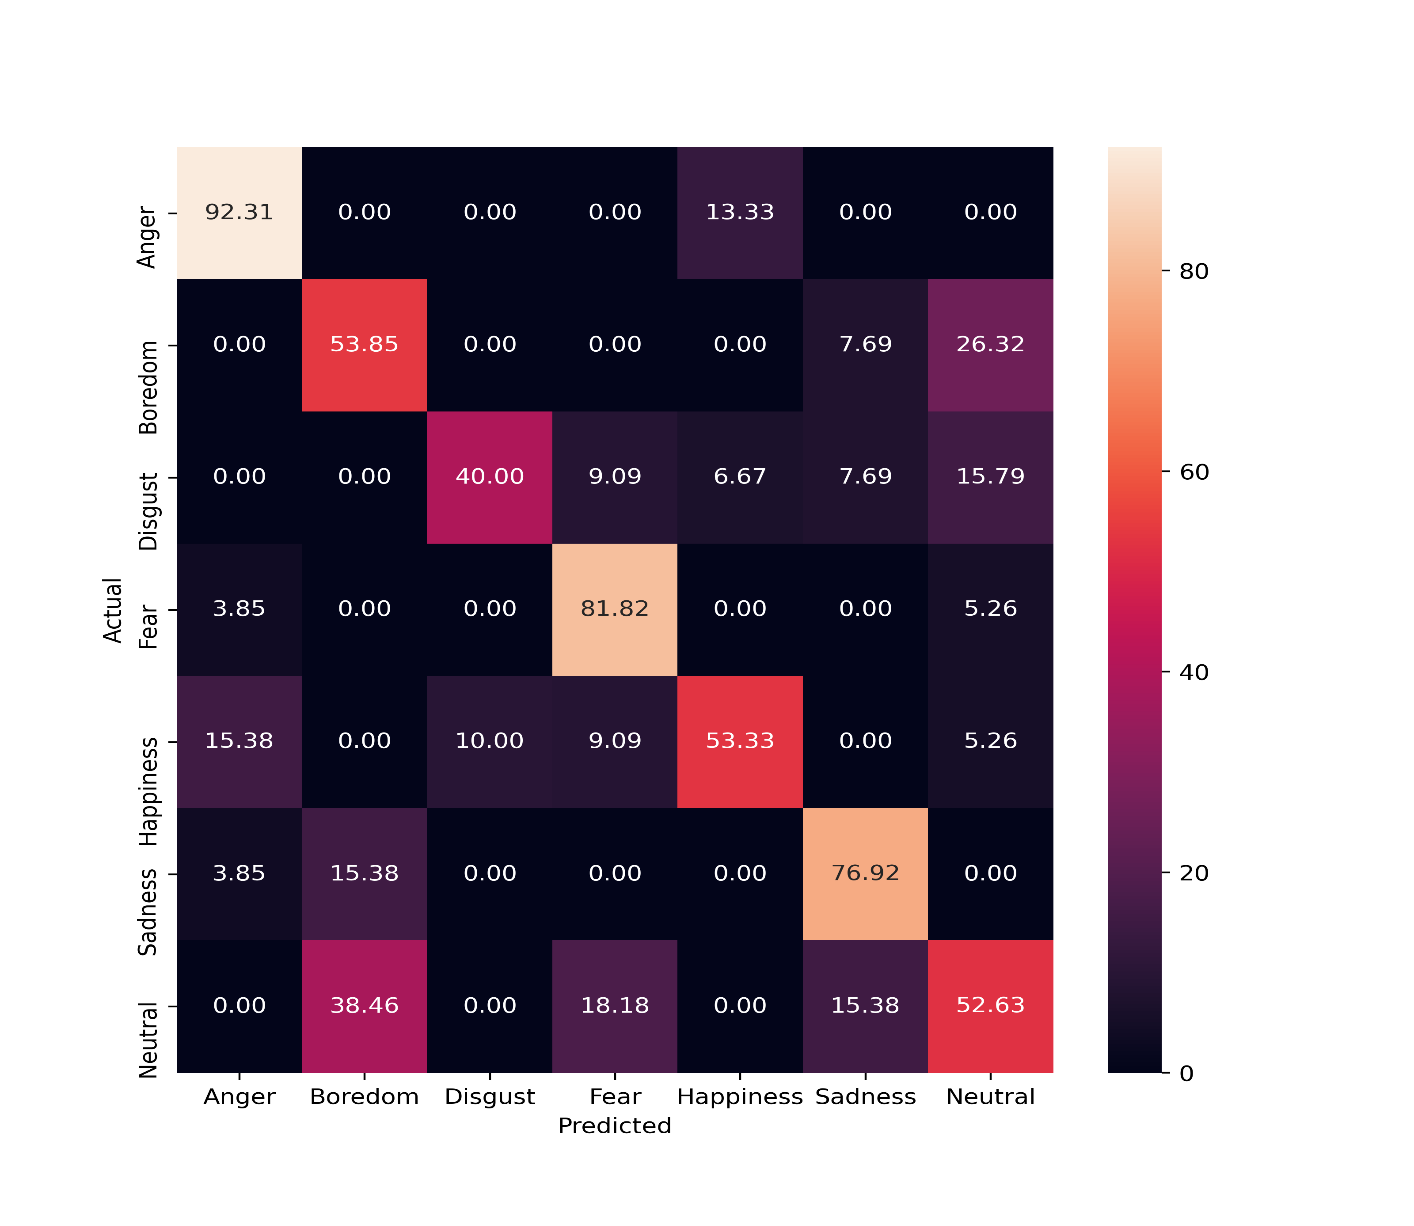 Anger 92.31 0.00 0.00 0.00 13.33 0.00 0.00
Boredom 0.00 53.85 0.00 0.00 0.00 7.69 26.32
Disgust 0.00 0.00 40.00 9.09 6.67 7.69 15.79
Fear 3.85 0.00 0.00 81.82 0.00 0.00 5.26
Happiness 15.38 0.00 10.00 9.09 53.33 0.00 5.26
Sadness 3.85 15.38 0.00 0.00 0.00 76.92 0.00
Neutral 0.00 38.46 0.00 18.18 0.00 15.38 52.63
Actual
Anger Boredom Disgust Fear Happiness Sadness Neutral
Predicted
80
60
40
20
0